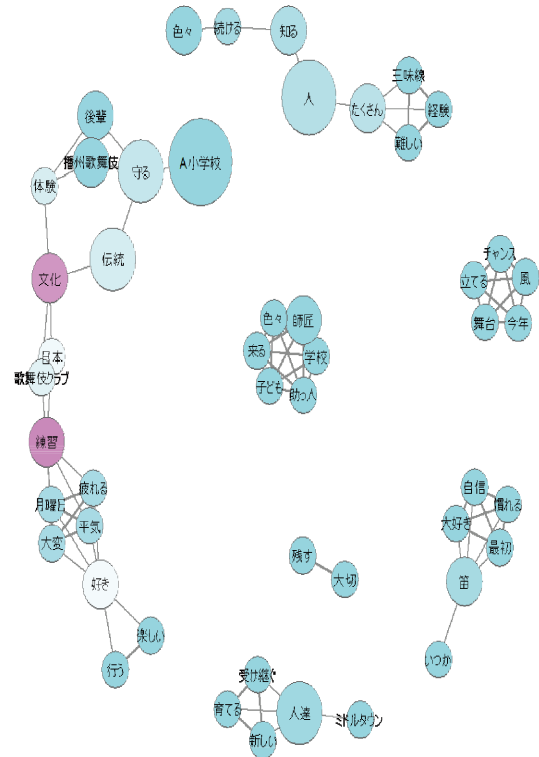 色々
続ける
知る
人
たくさん
三味線
経験
難しい
後輩
播州歌舞伎
体験
守る
A小学校
伝統
文化
日本
歌舞伎クラブ
練習
疲れる
月曜日
平気
大変
好き
楽しい
行う
チャンス
立てる
風
舞台
今年
色々
師匠
来る
学校
子ども
助っ人
自信
慣れる
大好き
最初
笛
いつか
残す
大切
受け継ぐ
育てる
人達
新しい
ミドルタウン